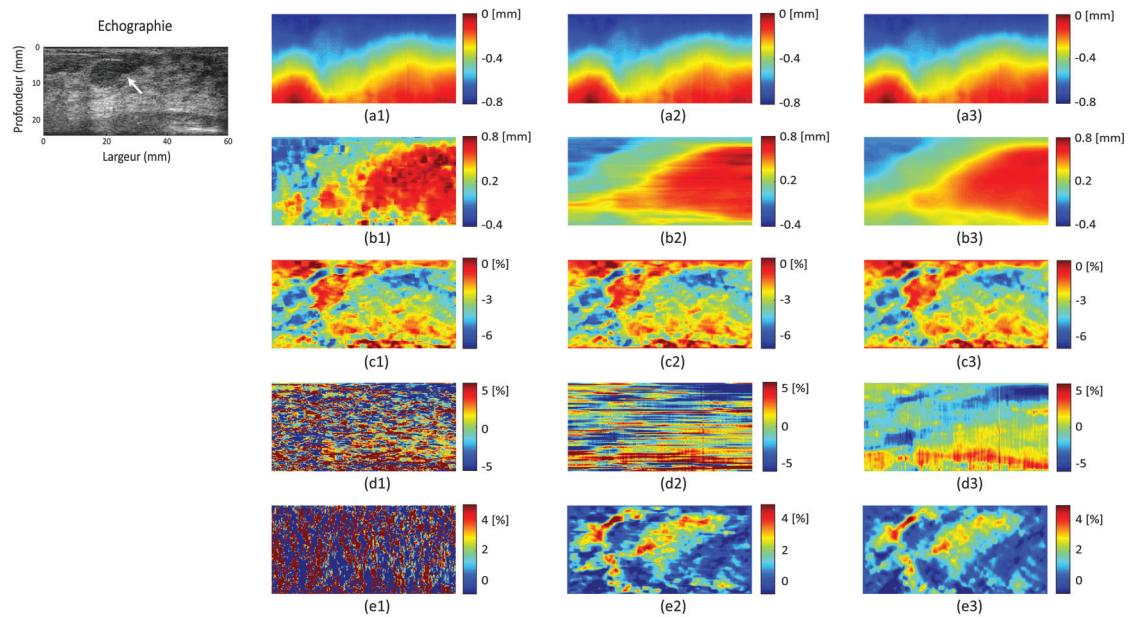 Echographie
Profondeur (mm)
0
10
20
0 20 40 60
Largeur (mm)
0 [mm]
-0.4
-0.8
(a1)
0 [mm]
-0.4
-0.8
(a2)
0 [mm]
-0.4
-0.8
(a3)
0.8 [mm]
0.2
-0.4
(b1)
0.8 [mm]
0.2
-0.4
(b2)
0.8 [mm]
0.2
-0.4
(b3)
0 [%]
-3
-6
(c1)
0 [%]
-3
-6
(c2)
0 [%]
-3
-6
(c3)
5 [%]
0
-5
(d1)
5 [%]
0
-5
(d2)
5 [%]
0
-5
(d3)
4 [%]
2
0
(e1)
4 [%]
2
0
(e2)
4 [%]
2
0
(e3)